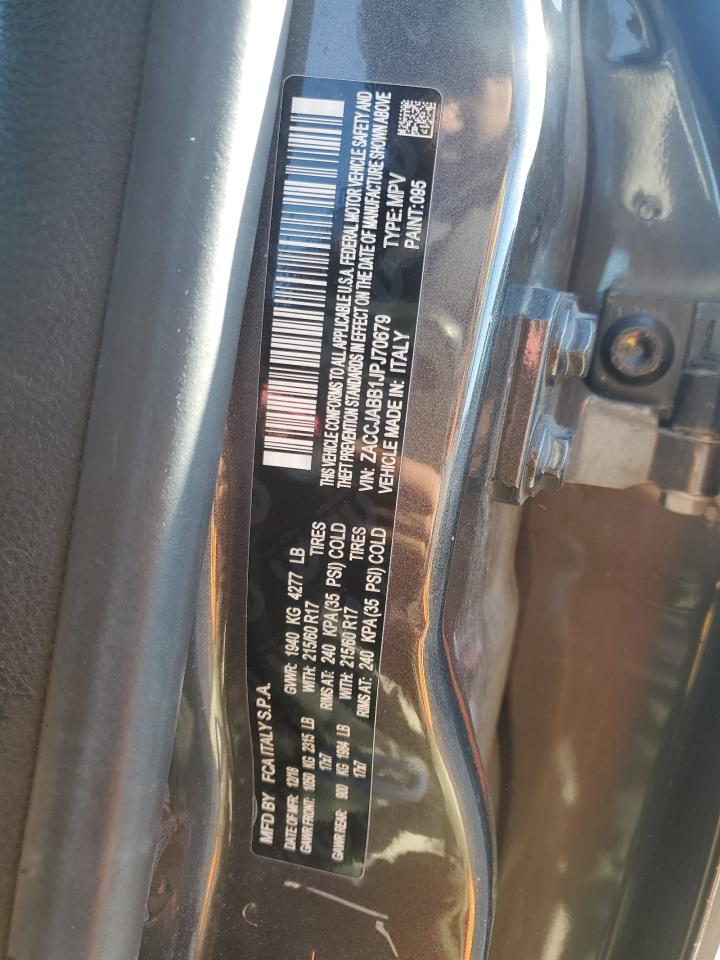 MFD BY FCA ITALY S.P.A.
DATE OF MFR: 12/18 GVWR: 1940 KG 4277 LB
GAWR FRONT: 1050 KG 2315 LB WITH: 215/60 R17 TIRES
17x7 RIMS AT: 240 KPA(35 PSI) COLD
GAWR REAR: 900 KG 1984 LB WITH: 215/60 R17 TIRES
17x7 RIMS AT: 240 KPA(35 PSI) COLD
THIS VEHICLE CONFORMS TO ALL APPLICABLE U.S.A. FEDERAL MOTOR VEHICLE SAFETY AND
THEFT PREVENTION STANDARDS IN EFFECT ON THE DATE OF MANUFACTURE SHOWN ABOVE
VIN: ZACCJABB1JPJ70679 TYPE: MPV
VEHICLE MADE IN: ITALY PAINT: 095